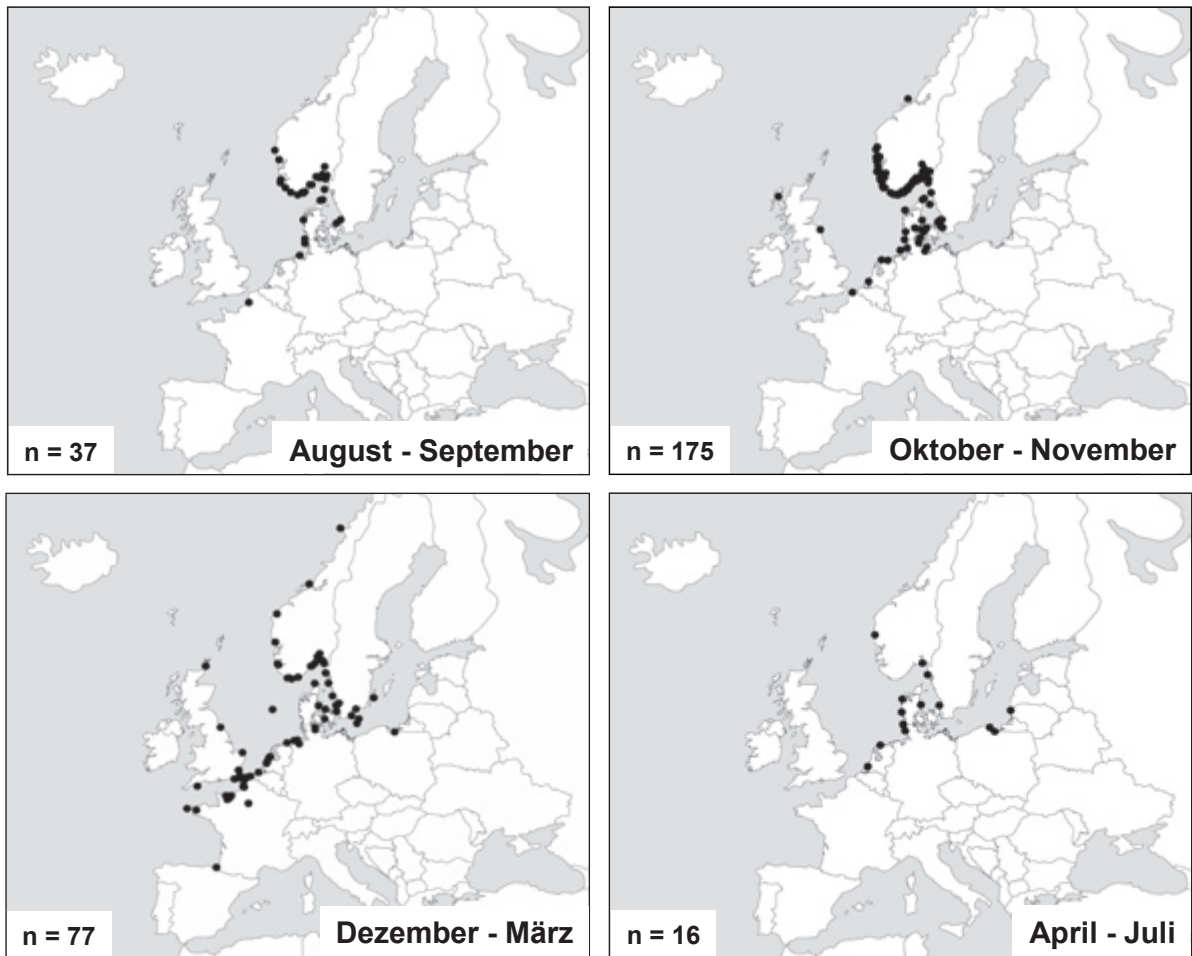 n = 37
August - September
n = 175
Oktober - November
n = 77
Dezember - März
n = 16
April - Juli